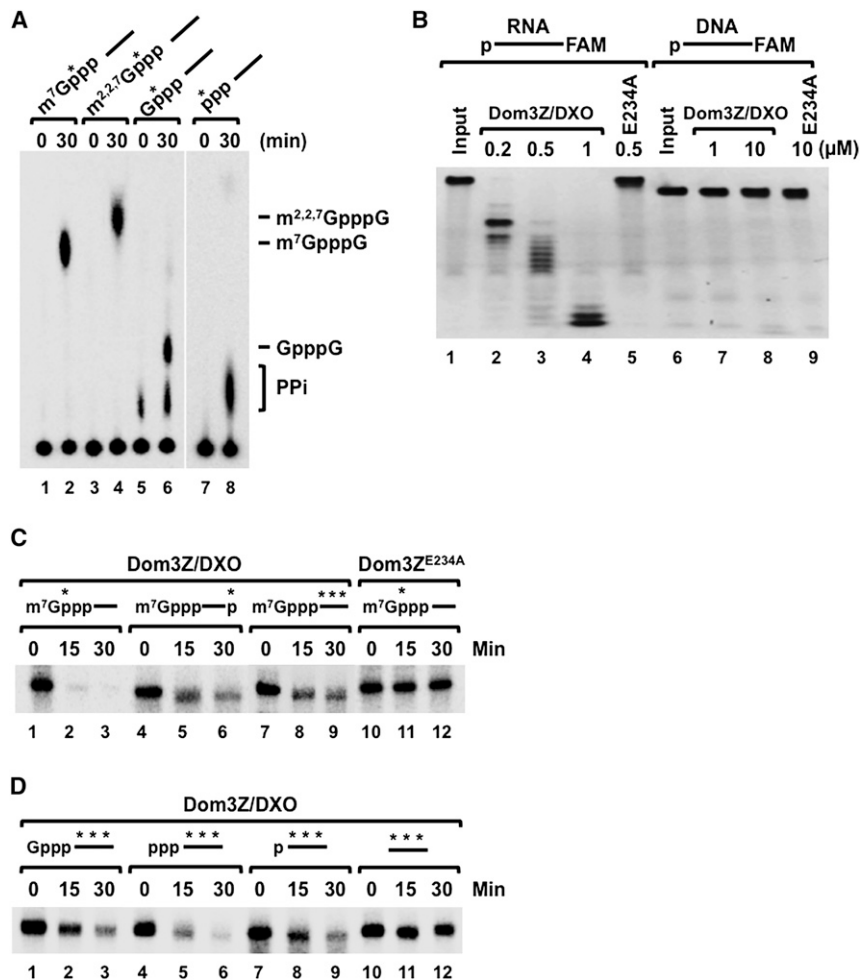 A
m7Gp*pp
m2,2,7Gp*pp
Gp*pp
*ppp
0 30 0 30 0 30 0 30 (min)
m2,2,7GpppG
m7GpppG
GpppG
PPi
1 2 3 4 5 6 7 8
B
RNA
p FAM
DNA
p FAM
Input
Dom3Z/DXO
E234A
Input
Dom3Z/DXO
E234A
0.2 0.5 1 0.5 1 10 10 (μM)
1 2 3 4 5 6 7 8 9
C
Dom3Z/DXO Dom3ZE234A
* * *** *
m7Gppp m7Gppp p m7Gppp m7Gppp
0 15 30 0 15 30 0 15 30 0 15 30 Min
1 2 3 4 5 6 7 8 9 10 11 12
D
Dom3Z/DXO
*** *** *** ***
Gppp ppp p
0 15 30 0 15 30 0 15 30 0 15 30 Min
1 2 3 4 5 6 7 8 9 10 11 12